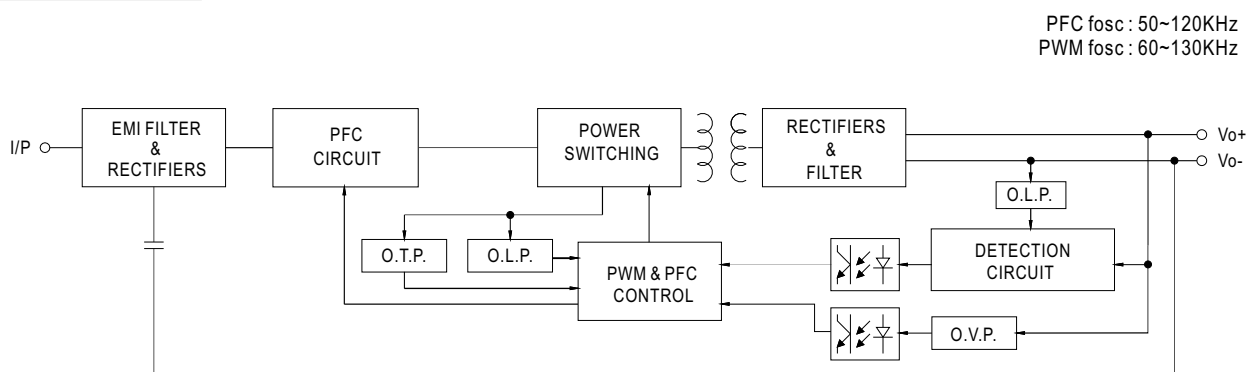 PFC fosc : 50~120KHz
PWM fosc : 60~130KHz
I/P
EMI FILTER
&
RECTIFIERS
PFC
CIRCUIT
POWER
SWITCHING
RECTIFIERS
&
FILTER
Vo+
Vo-
O.L.P.
O.T.P.
O.L.P.
PWM & PFC
CONTROL
DETECTION
CIRCUIT
O.V.P.